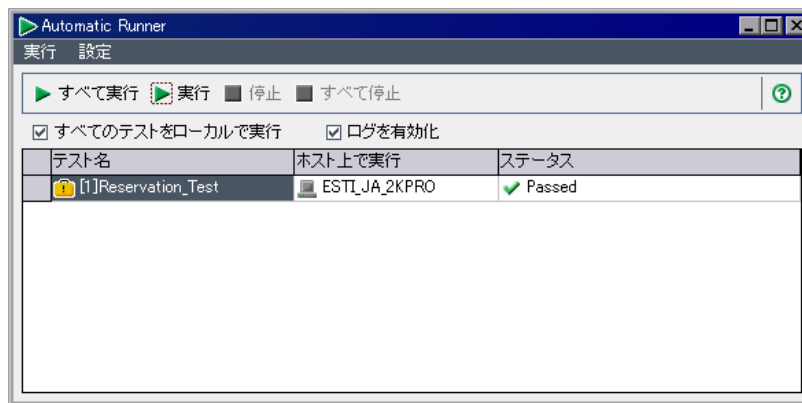 Automatic Runner
実行 設定
すべて実行 実行 停止 すべて停止
すべてのテストをローカルで実行 ログを有効化
テスト名 ホスト上で実行 ステータス
[1]Reservation_Test ESTI_JA_2KPRO Passed